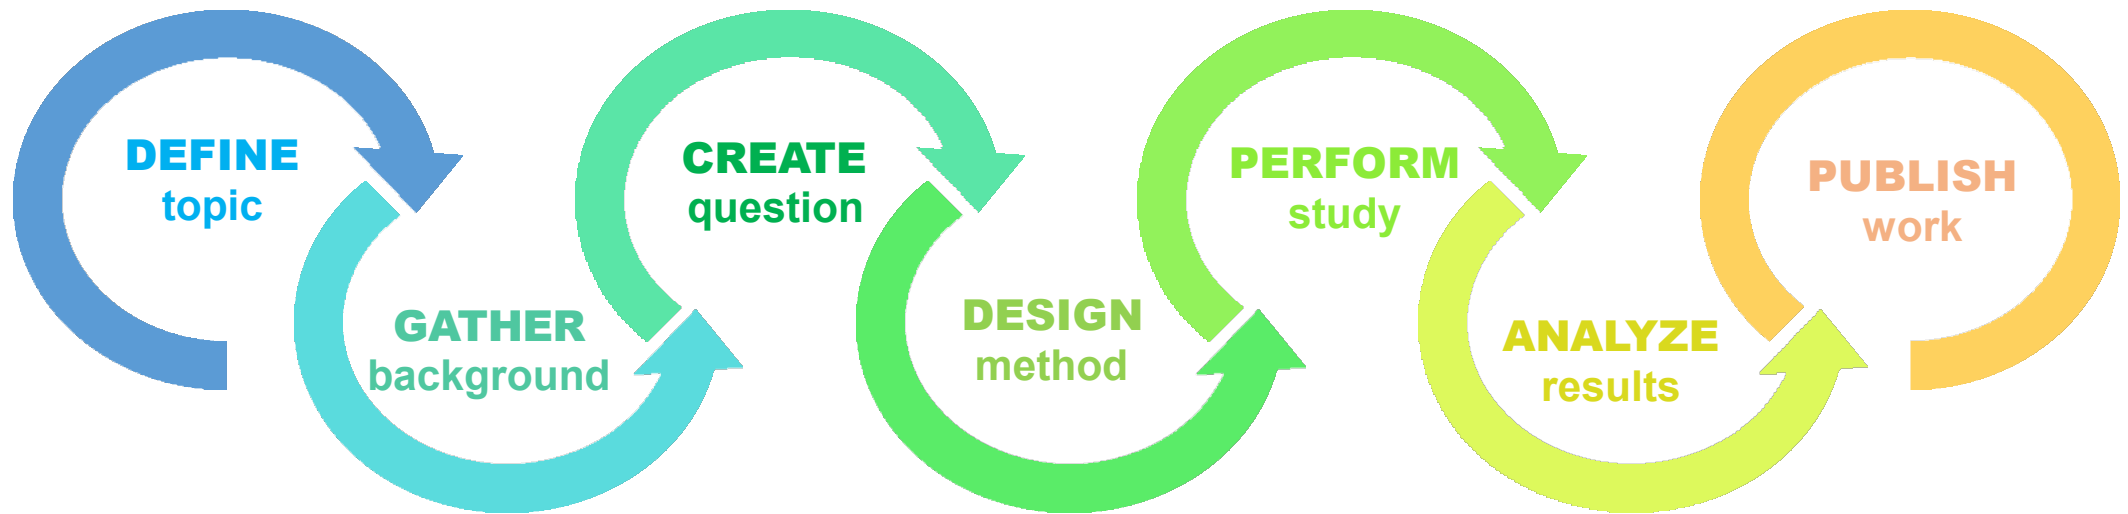 DEFINE
topic
GATHER
background
CREATE
question
DESIGN
method
PERFORM
study
ANALYZE
results
PUBLISH
work